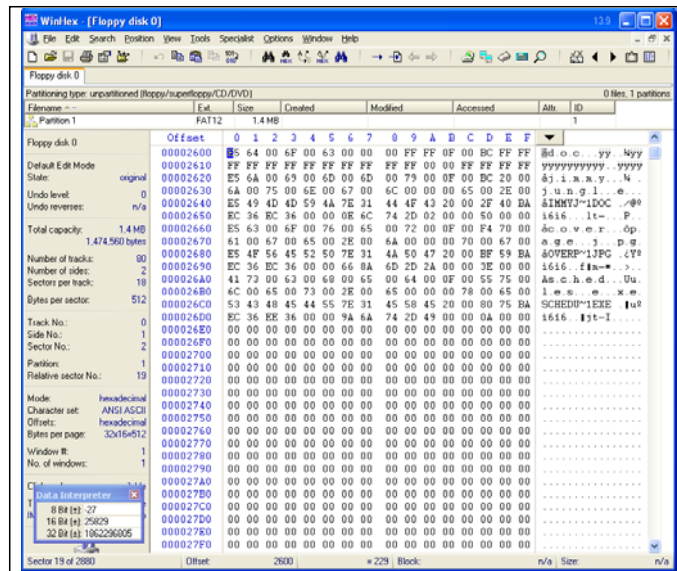 WinHex - [Floppy disk 0] 13.9
File Edit Search Position View Tools Specialist Options Window Help
Floppy disk 0
Partitioning type: unpartitioned (floppy/superfloppy/CD/DVD) 0 files, 1 partitions
Filename Ext. Size Created Modified Accessed Attr. ID
Partition 1 FAT12 1.4 MB 1
Floppy disk 0
Default Edit Mode
State: original
Undo level: 0
Undo reverses: n/a
Total capacity: 1.4 MB
1,474,560 bytes
Number of tracks: 80
Number of sides: 2
Sectors per track: 18
Bytes per sector: 512
Track No.: 0
Side No.: 1
Sector No.: 2
Partition: 1
Relative sector No.: 19
Mode: hexadecimal
Character set: ANSI ASCII
Offsets: hexadecimal
Bytes per page: 32x16=512
Window #: 1
No. of windows: 1
Data Interpreter
8 Bit (±): -27
16 Bit (±): 25829
32 Bit (±): 1862296805
Offset 0 1 2 3 4 5 6 7 8 9 A B C D E F
00002600 E5 64 00 6F 00 63 00 00 00 FF FF 0F 00 BC FF FF åd.o.c...ÿÿ..¼ÿÿ
00002610 FF FF FF FF FF FF FF FF FF FF 00 00 FF FF FF FF ÿÿÿÿÿÿÿÿÿÿ..ÿÿÿÿ
00002620 E5 6A 00 69 00 6D 00 6D 00 79 00 0F 00 BC 20 00 åj.i.m.m.y...¼ .
00002630 6A 00 75 00 6E 00 67 00 6C 00 00 00 65 00 2E 00 j.u.n.g.l...e...
00002640 E5 49 4D 4D 59 4A 7E 31 44 4F 43 20 00 2F 40 BA åIMMYJ~1DOC ./@º
00002650 EC 36 EC 36 00 00 0E 6C 74 2D 02 00 00 50 00 00 ì6ì6...lt-...P..
00002660 E5 63 00 6F 00 76 00 65 00 72 00 0F 00 F4 70 00 åc.o.v.e.r...ôp.
00002670 61 00 67 00 65 00 2E 00 6A 00 00 00 70 00 67 00 a.g.e...j...p.g.
00002680 E5 4F 56 45 52 50 7E 31 4A 50 47 20 00 BF 59 BA åOVERP~1JPG .¿Yº
00002690 EC 36 EC 36 00 00 66 8A 6D 2D 2A 00 00 3E 00 00
000026A0 41 73 00 63 00 68 00 65 00 64 00 0F 00 55 75 00 As.c.h.e.d...Uu.
000026B0 6C 00 65 00 73 00 2E 00 65 00 00 00 78 00 65 00 l.e.s...e...x.e.
000026C0 53 43 48 45 44 55 7E 31 45 58 45 20 00 80 75 BA
000026D0 EC 36 EE 36 00 00 9A 6A 74 2D 49 00 00 0A 00 00
000026E0 00 00 00 00 00 00 00 00 00 00 00 00 00 00 00 00 ................
000026F0 00 00 00 00 00 00 00 00 00 00 00 00 00 00 00 00 ................
00002700 00 00 00 00 00 00 00 00 00 00 00 00 00 00 00 00 ................
00002710 00 00 00 00 00 00 00 00 00 00 00 00 00 00 00 00 ................
00002720 00 00 00 00 00 00 00 00 00 00 00 00 00 00 00 00 ................
00002730 00 00 00 00 00 00 00 00 00 00 00 00 00 00 00 00 ................
00002740 00 00 00 00 00 00 00 00 00 00 00 00 00 00 00 00 ................
00002750 00 00 00 00 00 00 00 00 00 00 00 00 00 00 00 00 ................
00002760 00 00 00 00 00 00 00 00 00 00 00 00 00 00 00 00 ................
00002770 00 00 00 00 00 00 00 00 00 00 00 00 00 00 00 00 ................
00002780 00 00 00 00 00 00 00 00 00 00 00 00 00 00 00 00 ................
00002790 00 00 00 00 00 00 00 00 00 00 00 00 00 00 00 00 ................
000027A0 00 00 00 00 00 00 00 00 00 00 00 00 00 00 00 00 ................
000027B0 00 00 00 00 00 00 00 00 00 00 00 00 00 00 00 00 ................
000027C0 00 00 00 00 00 00 00 00 00 00 00 00 00 00 00 00 ................
000027D0 00 00 00 00 00 00 00 00 00 00 00 00 00 00 00 00 ................
000027E0 00 00 00 00 00 00 00 00 00 00 00 00 00 00 00 00 ................
000027F0 00 00 00 00 00 00 00 00 00 00 00 00 00 00 00 00 ................
Sector 19 of 2880 Offset: 2600 = 229 Block: n/a Size: n/a